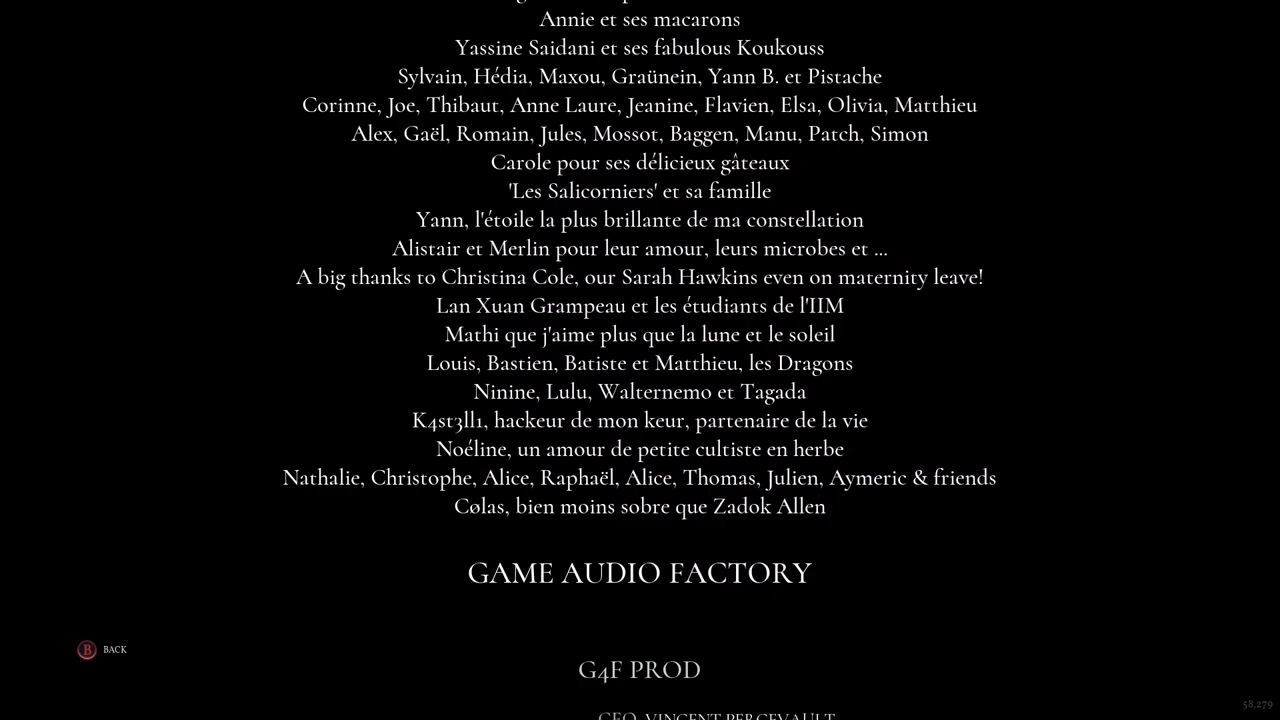 Annie et ses macarons
Yassine Saidani et ses fabulous Koukouss
Sylvain, Hédia, Maxou, Graünein, Yann B. et Pistache
Corinne, Joe, Thibaut, Anne Laure, Jeanine, Flavien, Elsa, Olivia, Matthieu
Alex, Gaël, Romain, Jules, Mossot, Baggen, Manu, Patch, Simon
Carole pour ses délicieux gâteaux
'Les Salicorniers' et sa famille
Yann, l'étoile la plus brillante de ma constellation
Alistair et Merlin pour leur amour, leurs microbes et ...
A big thanks to Christina Cole, our Sarah Hawkins even on maternity leave!
Lan Xuan Grampeau et les étudiants de l'IIM
Mathi que j'aime plus que la lune et le soleil
Louis, Bastien, Batiste et Matthieu, les Dragons
Ninine, Lulu, Walternemo et Tagada
K4st3ll1, hackeur de mon keur, partenaire de la vie
Noéline, un amour de petite cultiste en herbe
Nathalie, Christophe, Alice, Raphaël, Alice, Thomas, Julien, Aymeric & friends
Cølas, bien moins sobre que Zadok Allen
GAME AUDIO FACTORY
B BACK
G4F PROD
58,279
CEO VINCENT PERCEVAULT